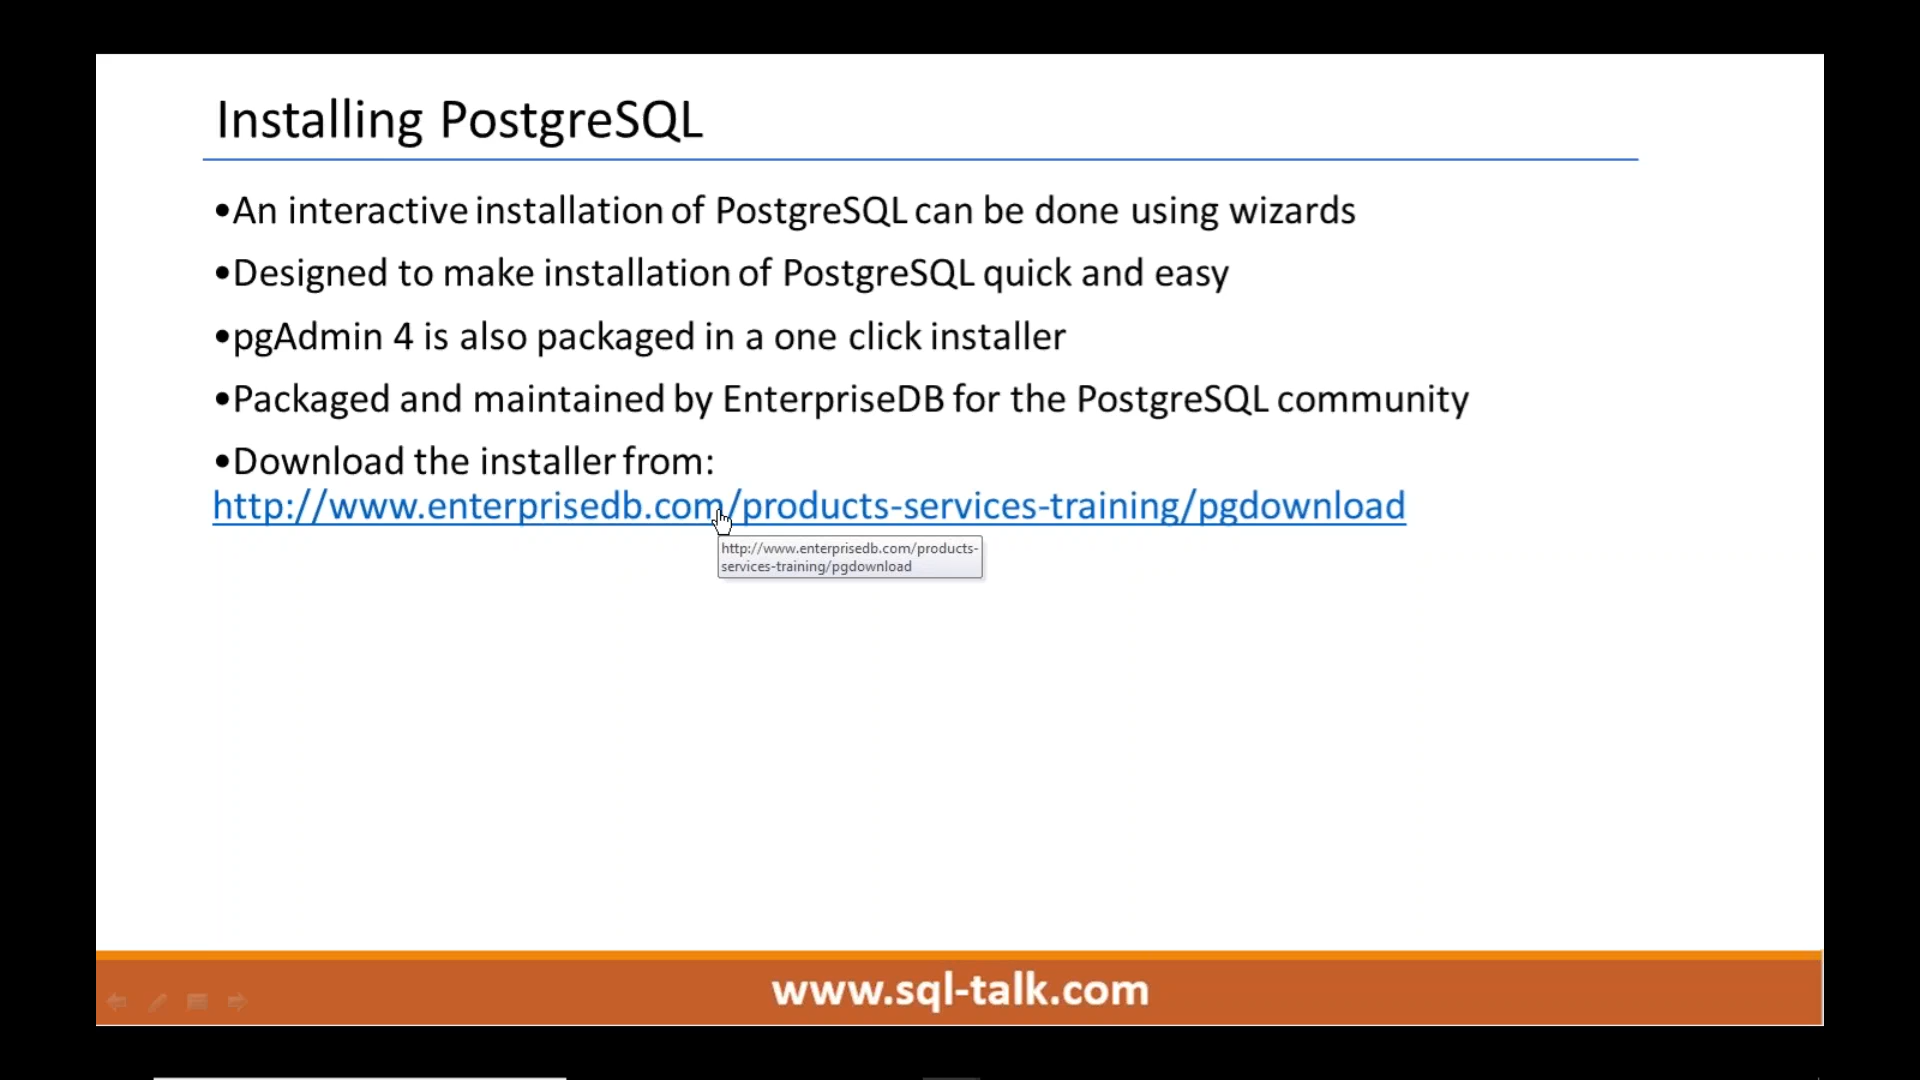 Installing PostgreSQL
•An interactive installation of PostgreSQL can be done using wizards
•Designed to make installation of PostgreSQL quick and easy
•pgAdmin 4 is also packaged in a one click installer
•Packaged and maintained by EnterpriseDB for the PostgreSQL community
•Download the installer from:
http://www.enterprisedb.com/products-services-training/pgdownload
http://www.enterprisedb.com/products-
services-training/pgdownload
www.sql-talk.com